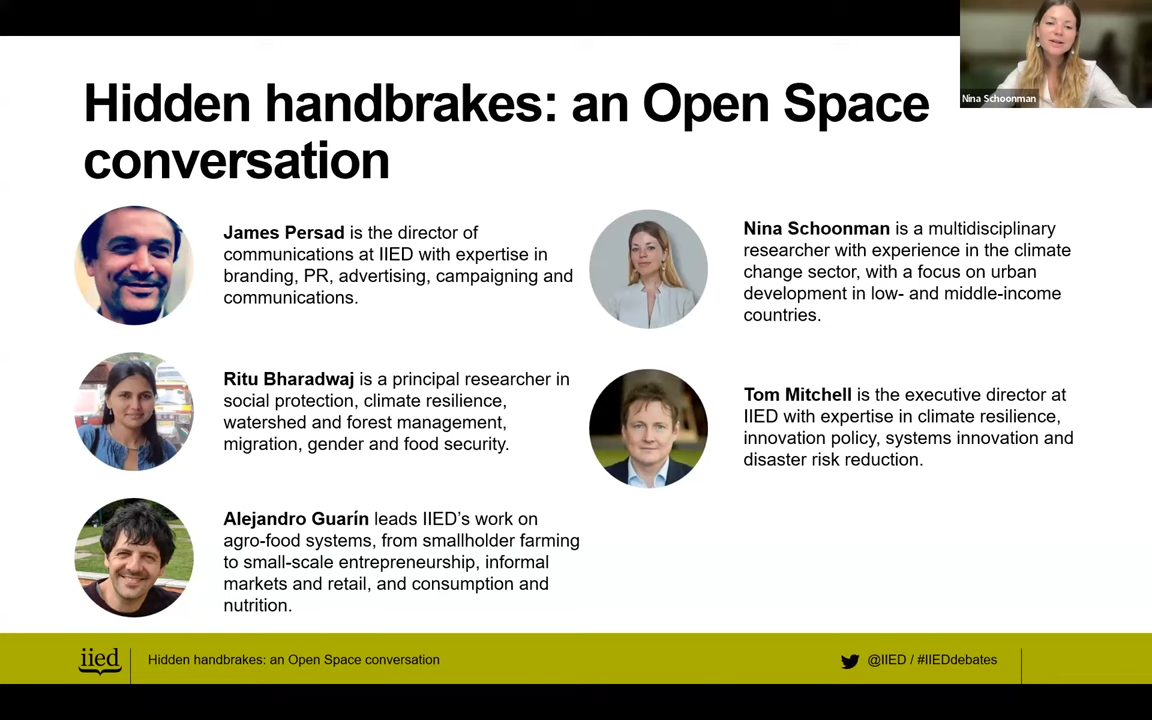 Nina Schoonman
Hidden handbrakes: an Open Space
conversation
James Persad is the director of
communications at IIED with expertise in
branding, PR, advertising, campaigning and
communications.
Ritu Bharadwaj is a principal researcher in
social protection, climate resilience,
watershed and forest management,
migration, gender and food security.
Alejandro Guarín leads IIED’s work on
agro-food systems, from smallholder farming
to small-scale entrepreneurship, informal
markets and retail, and consumption and
nutrition.
Nina Schoonman is a multidisciplinary
researcher with experience in the climate
change sector, with a focus on urban
development in low- and middle-income
countries.
Tom Mitchell is the executive director at
IIED with expertise in climate resilience,
innovation policy, systems innovation and
disaster risk reduction.
iied
Hidden handbrakes: an Open Space conversation
@IIED / #IIEDdebates